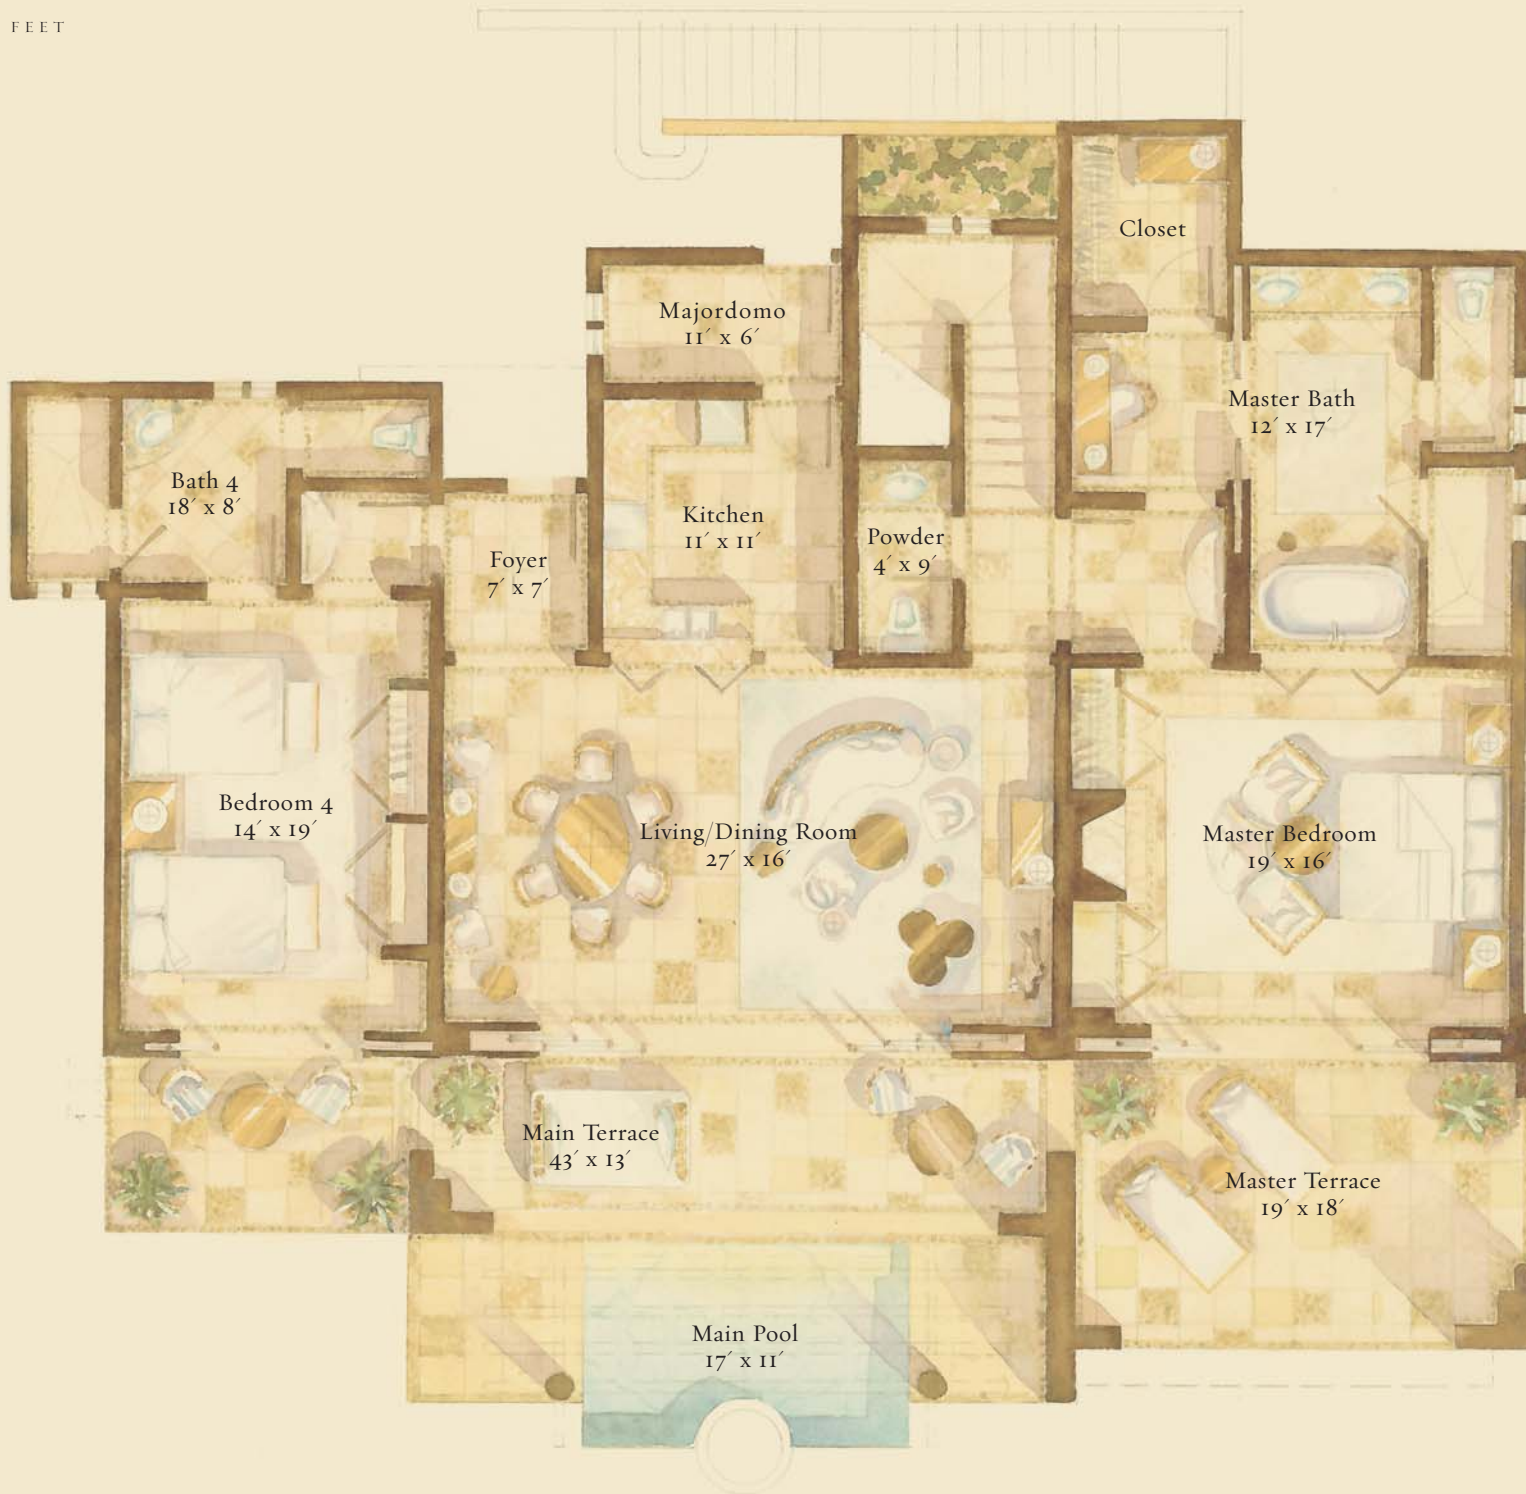 FEET
Closet
Majordomo
11′ x 6′
Master Bath
12′ x 17′
Bath 4
18′ x 8′
Kitchen
11′ x 11′
Powder
4′ x 9′
Foyer
7′ x 7′
Bedroom 4
14′ x 19′
Living/Dining Room
27′ x 16′
Master Bedroom
19′ x 16′
Main Terrace
43′ x 13′
Master Terrace
19′ x 18′
Main Pool
17′ x 11′